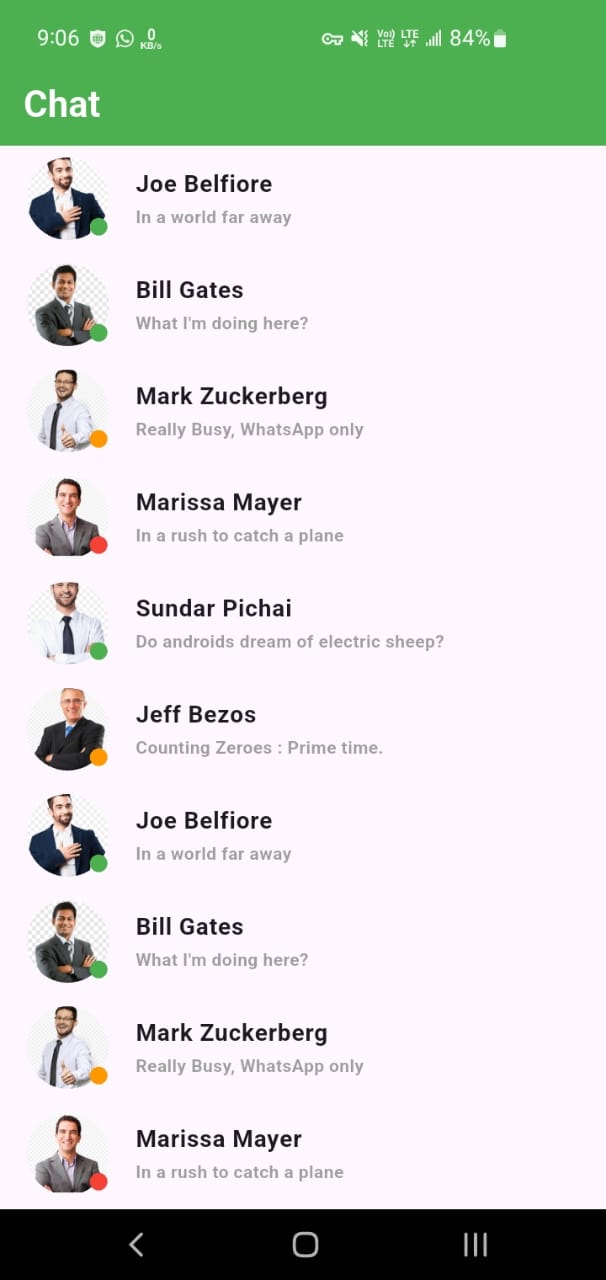 9:06 0 KB/s Vo) LTE LTE 84%
Chat
Joe Belfiore
In a world far away
Bill Gates
What I'm doing here?
Mark Zuckerberg
Really Busy, WhatsApp only
Marissa Mayer
In a rush to catch a plane
Sundar Pichai
Do androids dream of electric sheep?
Jeff Bezos
Counting Zeroes : Prime time.
Joe Belfiore
In a world far away
Bill Gates
What I'm doing here?
Mark Zuckerberg
Really Busy, WhatsApp only
Marissa Mayer
In a rush to catch a plane